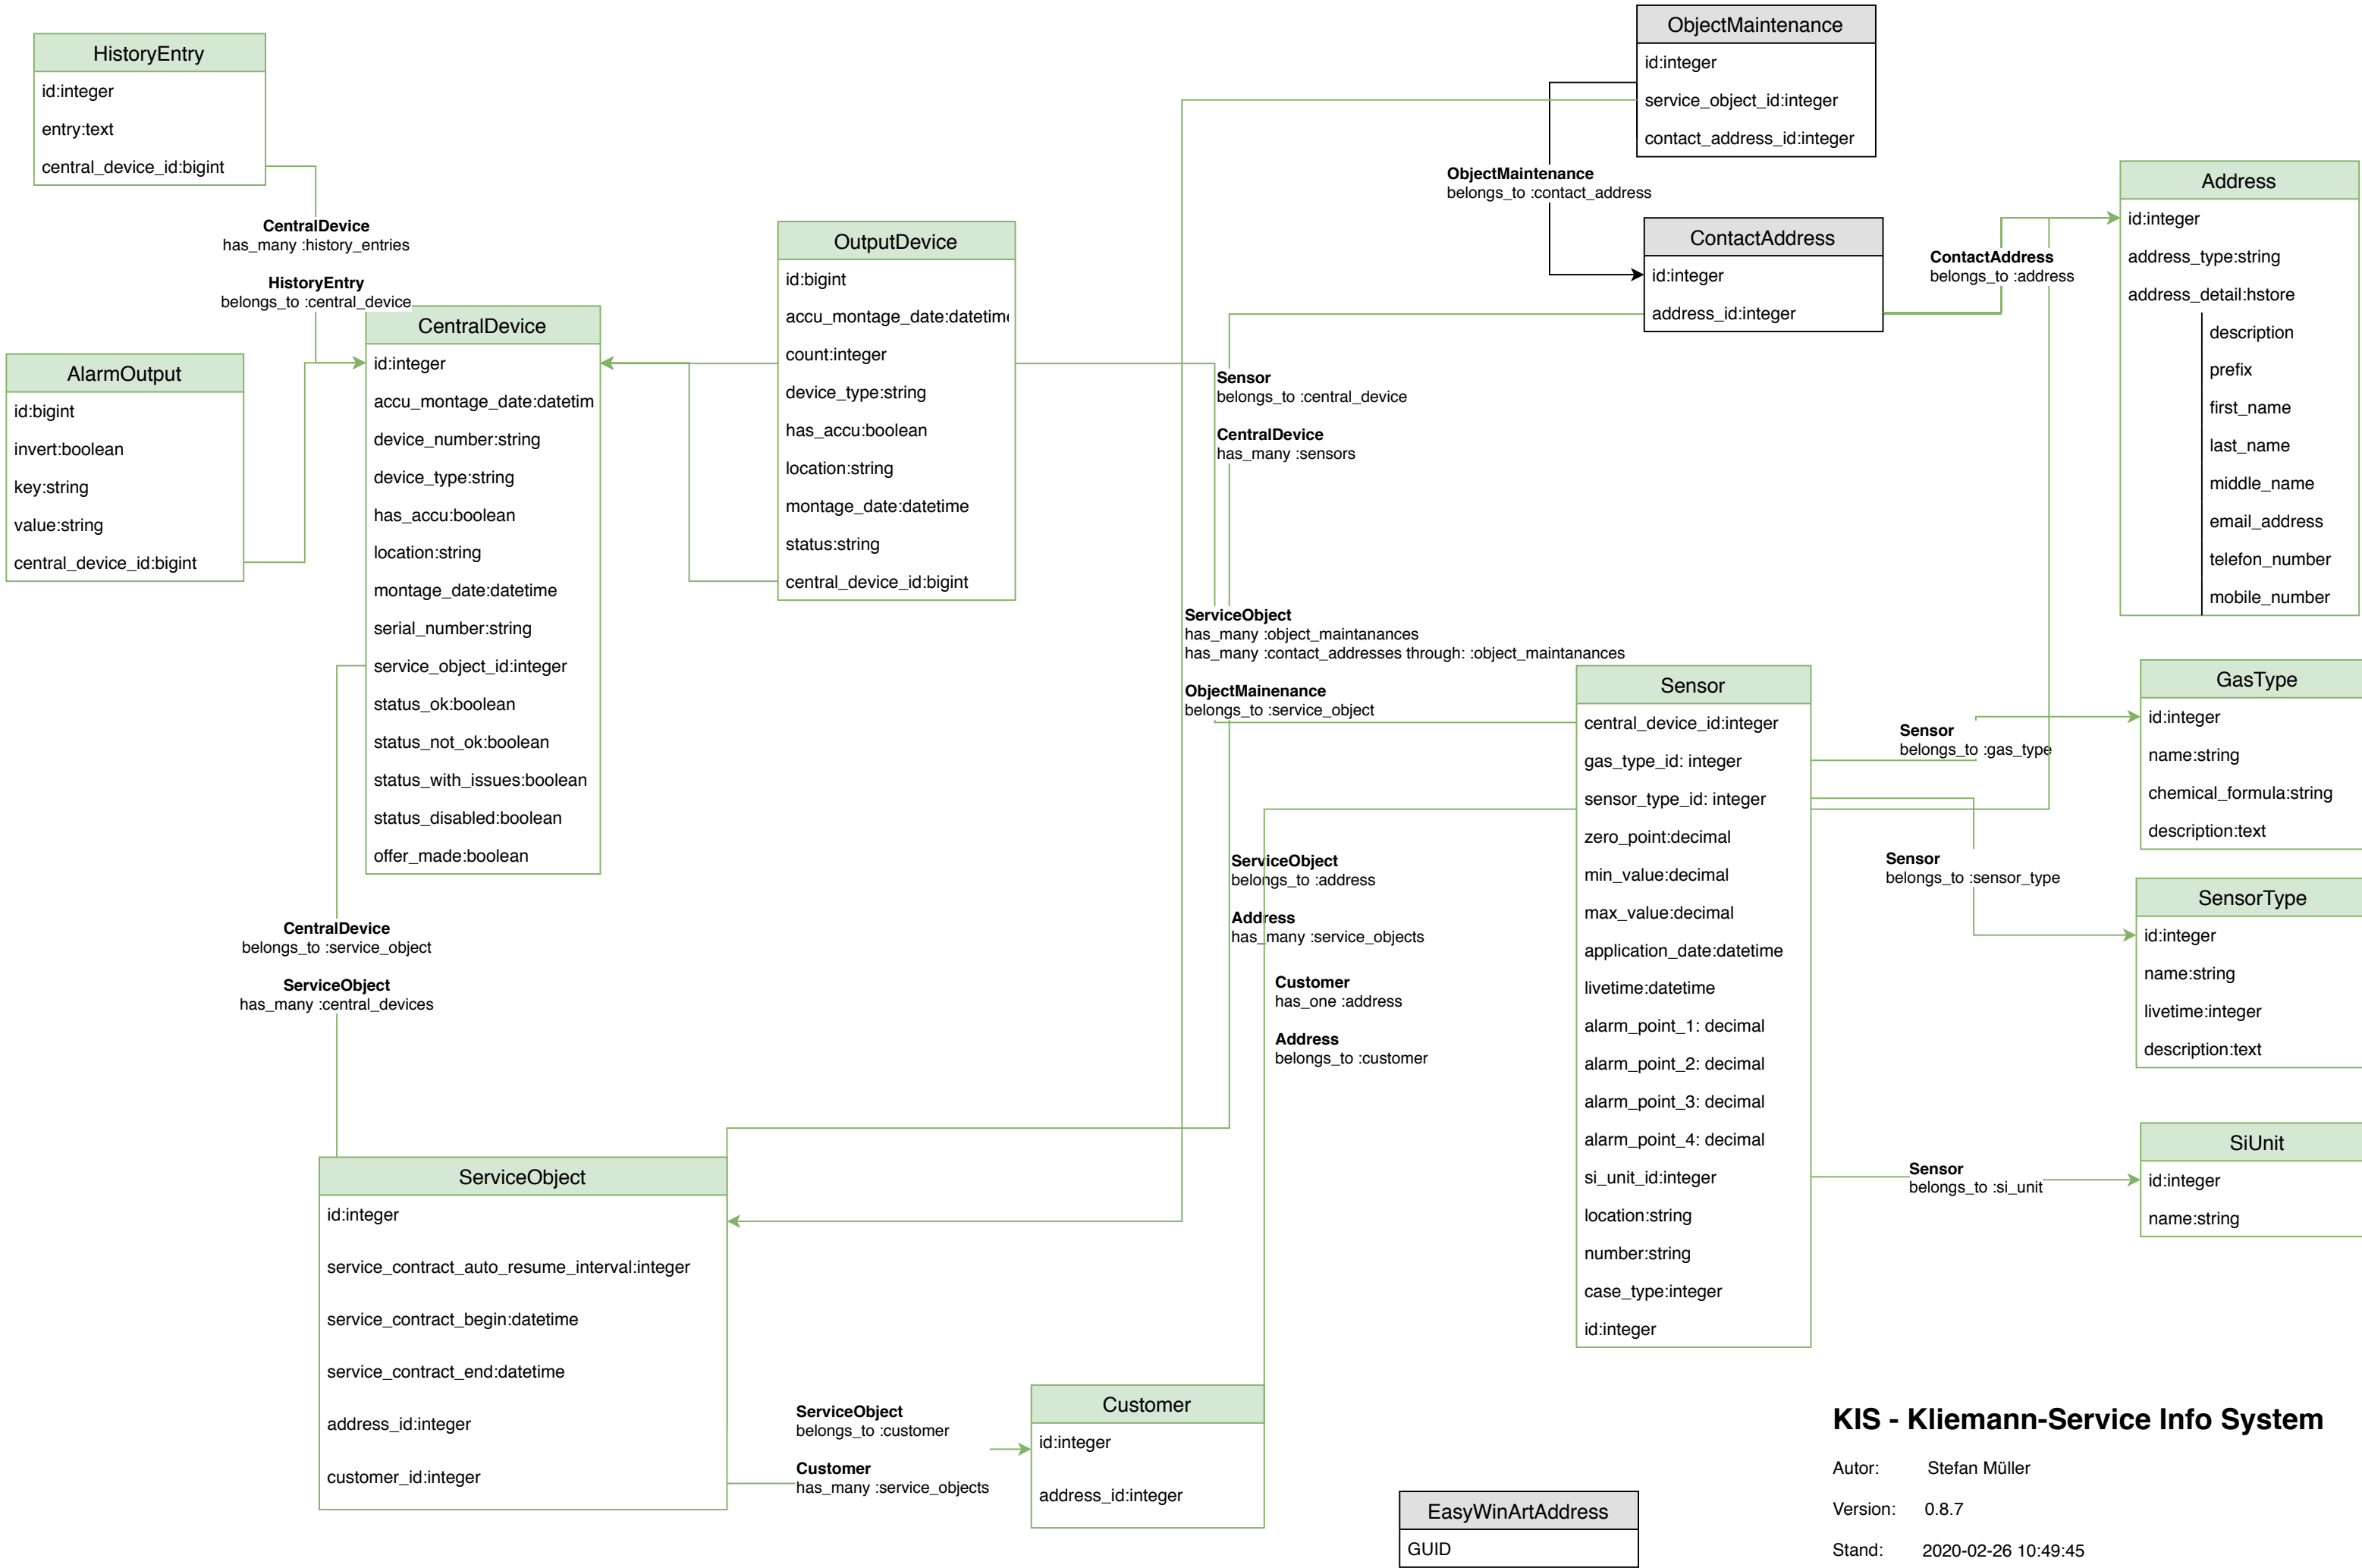 HistoryEntry
id:integer
entry:text
central_device_id:bigint
CentralDevice
has_many :history_entries
HistoryEntry
belongs_to :central_device
AlarmOutput
id:bigint
invert:boolean
key:string
value:string
central_device_id:bigint
CentralDevice
id:integer
accu_montage_date:datetim
device_number:string
device_type:string
has_accu:boolean
location:string
montage_date:datetime
serial_number:string
service_object_id:integer
status_ok:boolean
status_not_ok:boolean
status_with_issues:boolean
status_disabled:boolean
offer_made:boolean
OutputDevice
id:bigint
accu_montage_date:datetim
count:integer
device_type:string
has_accu:boolean
location:string
montage_date:datetime
status:string
central_device_id:bigint
ObjectMaintenance
id:integer
service_object_id:integer
contact_address_id:integer
ObjectMaintenance
belongs_to :contact_address
ContactAddress
id:integer
address_id:integer
ContactAddress
belongs_to :address
Address
id:integer
address_type:string
address_detail:hstore
description
prefix
first_name
last_name
middle_name
email_address
telefon_number
mobile_number
Sensor
belongs_to :central_device
CentralDevice
has_many :sensors
ServiceObject
has_many :object_maintanances
has_many :contact_addresses through: :object_maintanances
ObjectMainenance
belongs_to :service_object
Sensor
central_device_id:integer
gas_type_id: integer
sensor_type_id: integer
zero_point:decimal
min_value:decimal
max_value:decimal
application_date:datetime
livetime:datetime
alarm_point_1: decimal
alarm_point_2: decimal
alarm_point_3: decimal
alarm_point_4: decimal
si_unit_id:integer
location:string
number:string
case_type:integer
id:integer
Sensor
belongs_to :gas_type
GasType
id:integer
name:string
chemical_formula:string
description:text
Sensor
belongs_to :sensor_type
SensorType
id:integer
name:string
livetime:integer
description:text
Sensor
belongs_to :si_unit
SiUnit
id:integer
name:string
ServiceObject
belongs_to :address
Address
has_many :service_objects
Customer
has_one :address
Address
belongs_to :customer
CentralDevice
belongs_to :service_object
ServiceObject
has_many :central_devices
ServiceObject
id:integer
service_contract_auto_resume_interval:integer
service_contract_begin:datetime
service_contract_end:datetime
address_id:integer
customer_id:integer
ServiceObject
belongs_to :customer
Customer
has_many :service_objects
Customer
id:integer
address_id:integer
EasyWinArtAddress
GUID
KIS - Kliemann-Service Info System
Autor: Stefan Müller
Version: 0.8.7
Stand: 2020-02-26 10:49:45